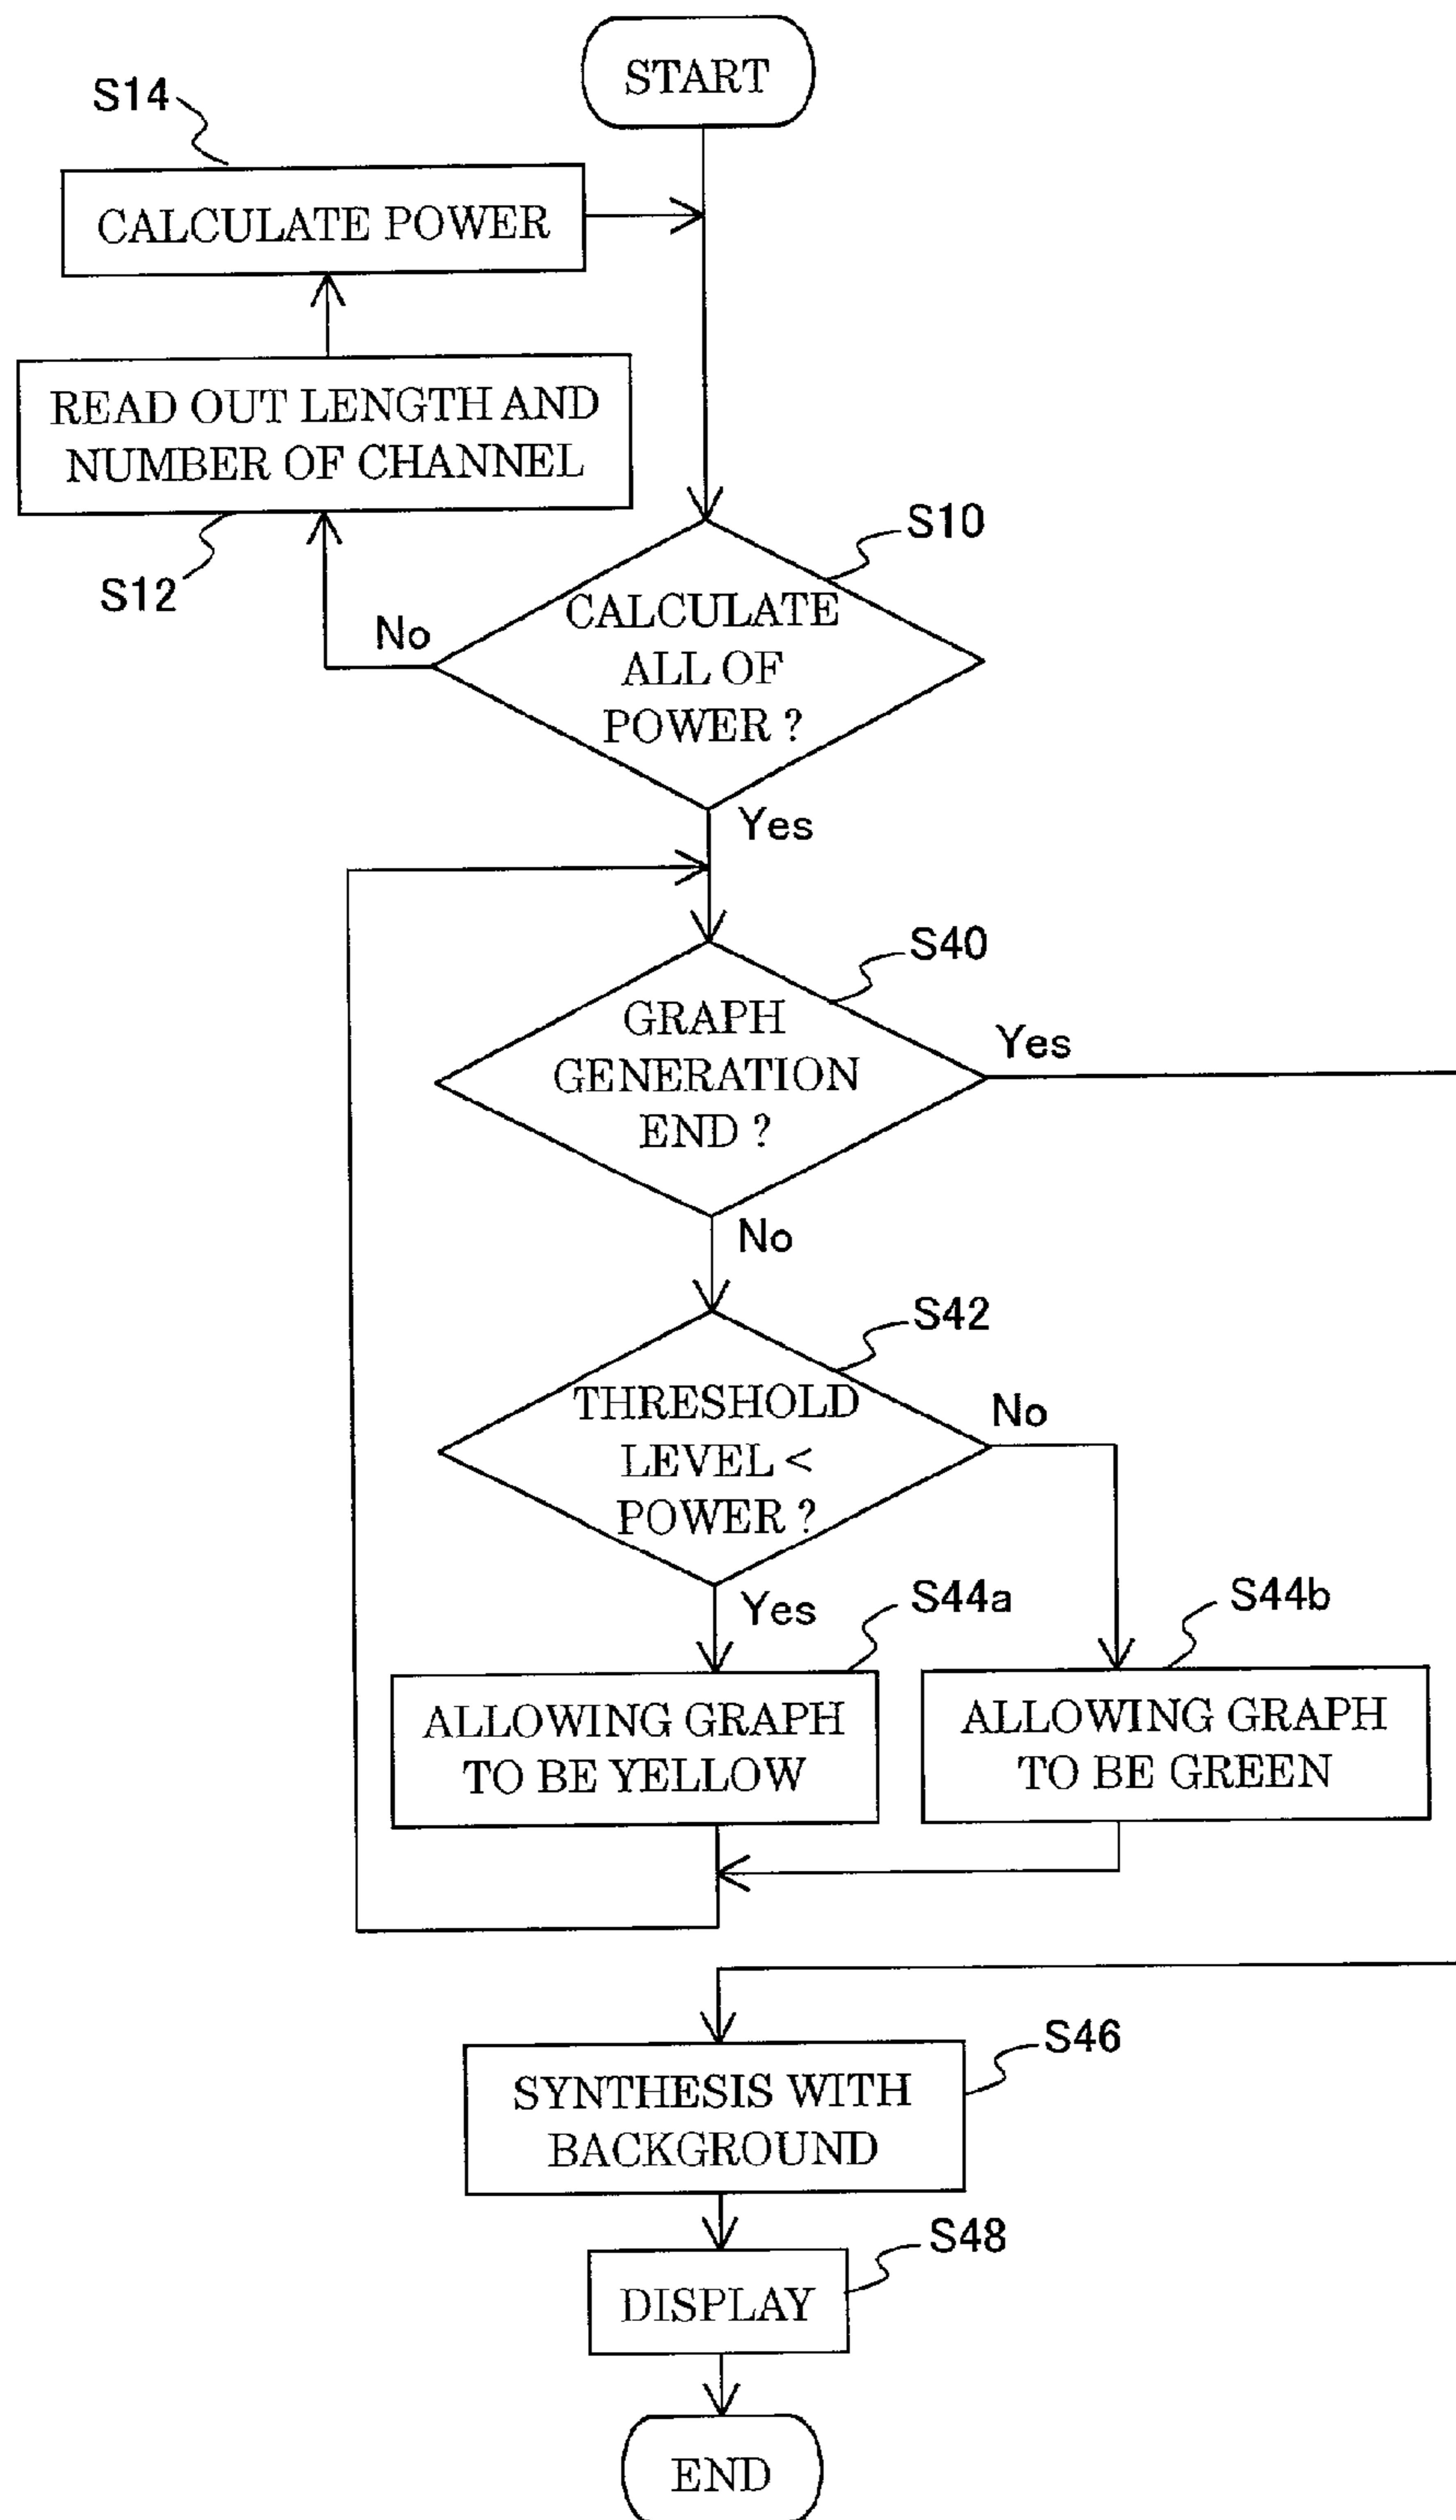 START
S14
CALCULATE POWER
READ OUT LENGTH AND
NUMBER OF CHANNEL
S12
S10
No
CALCULATE
ALL OF
POWER ?
Yes
S40
GRAPH
GENERATION
END ?
Yes
No
S42
THRESHOLD
LEVEL <
POWER ?
No
Yes
S44a
S44b
ALLOWING GRAPH
TO BE YELLOW
ALLOWING GRAPH
TO BE GREEN
S46
SYNTHESIS WITH
BACKGROUND
S48
DISPLAY
END